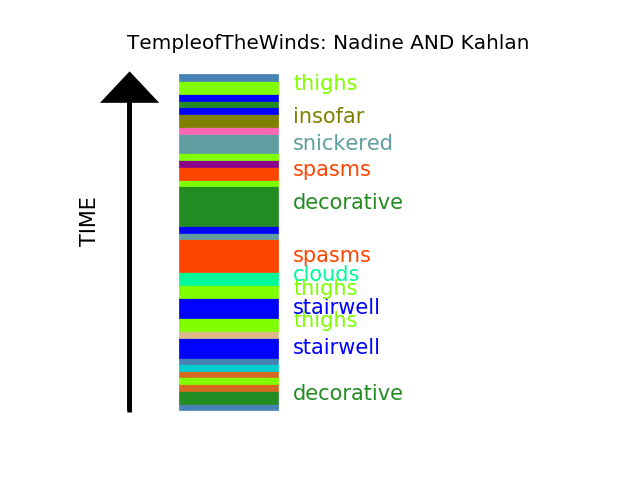 TempleofTheWinds: Nadine AND Kahlan
thighs
insofar
snickered
spasms
decorative
TIME
spasms
clouds
thighs
stairwell
thighs
stairwell
decorative